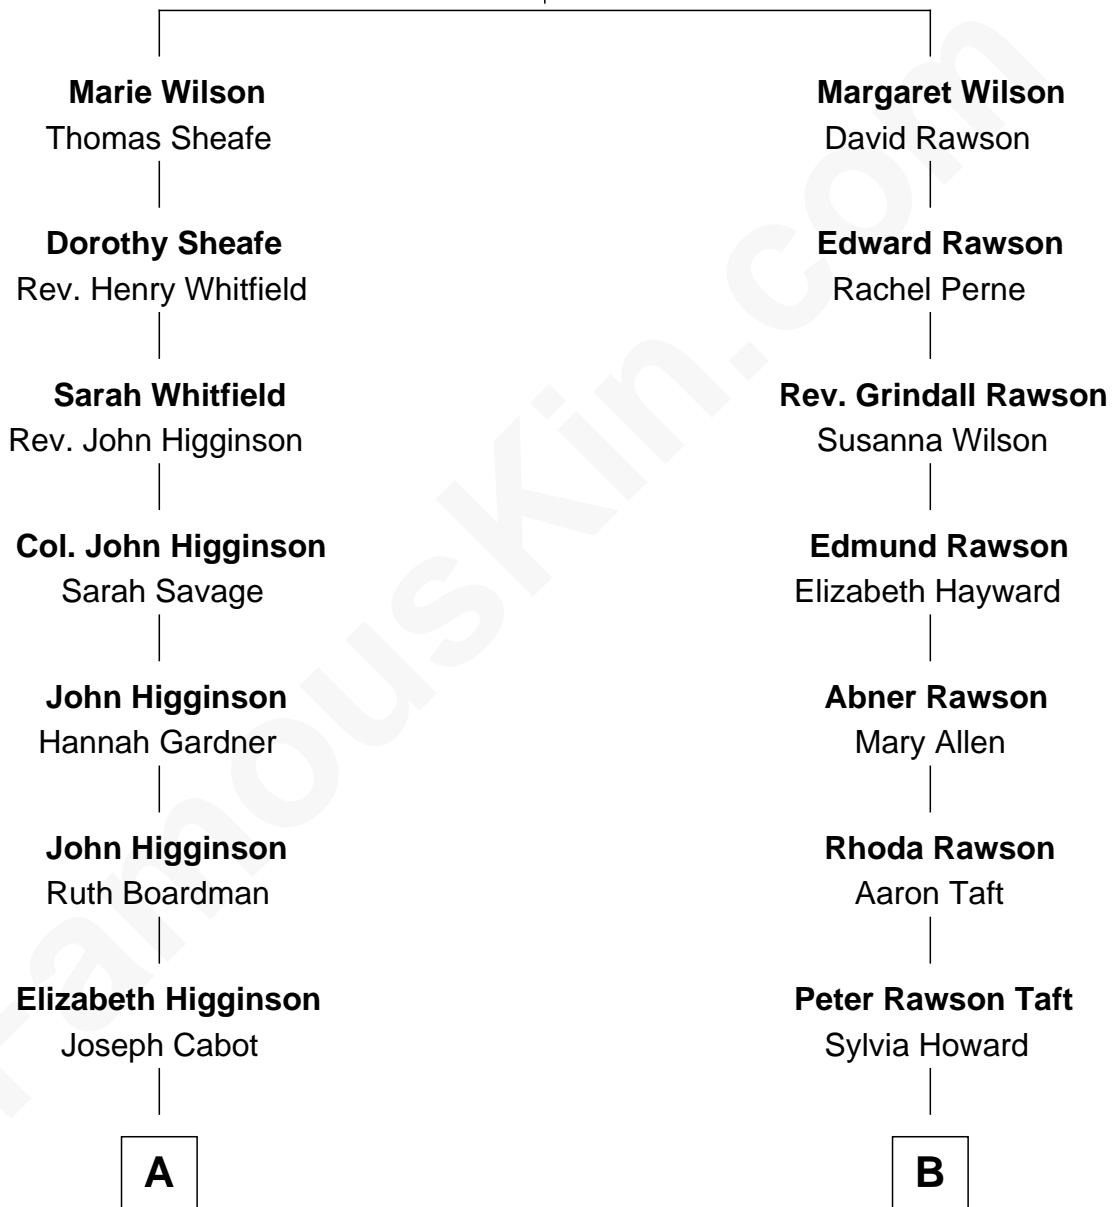 Marie Wilson
Thomas Sheafe
Dorothy Sheafe
Rev. Henry Whitfield
Sarah Whitfield
Rev. John Higginson
Col. John Higginson
Sarah Savage
John Higginson
Hannah Gardner
John Higginson
Ruth Boardman
Elizabeth Higginson
Joseph Cabot
A
Margaret Wilson
David Rawson
Edward Rawson
Rachel Perne
Rev. Grindall Rawson
Susanna Wilson
Edmund Rawson
Elizabeth Hayward
Abner Rawson
Mary Allen
Rhoda Rawson
Aaron Taft
Peter Rawson Taft
Sylvia Howard
B
FamousKin.com